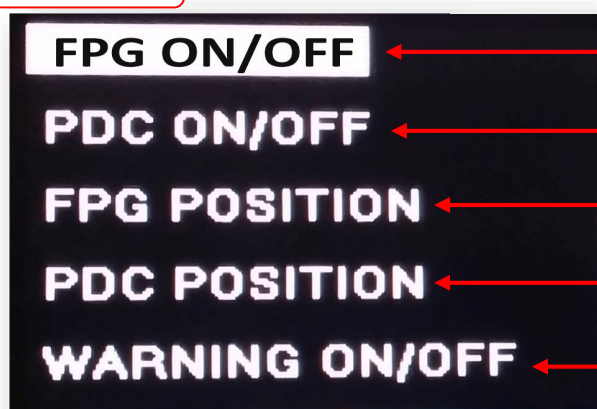 FPG ON/OFF
PDC ON/OFF
FPG POSITION
PDC POSITION
WARNING ON/OFF